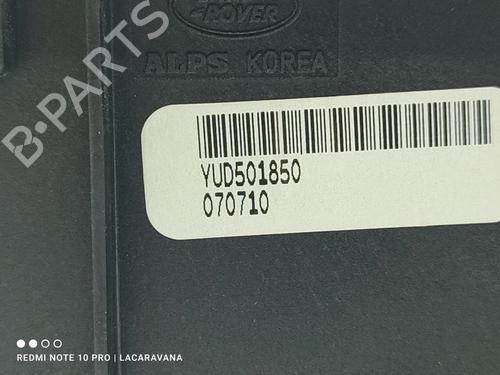 ROVER
ALPS KOREA
B-PARTS
YUD501850
070710
REDMI NOTE 10 PRO | LACARAVANA